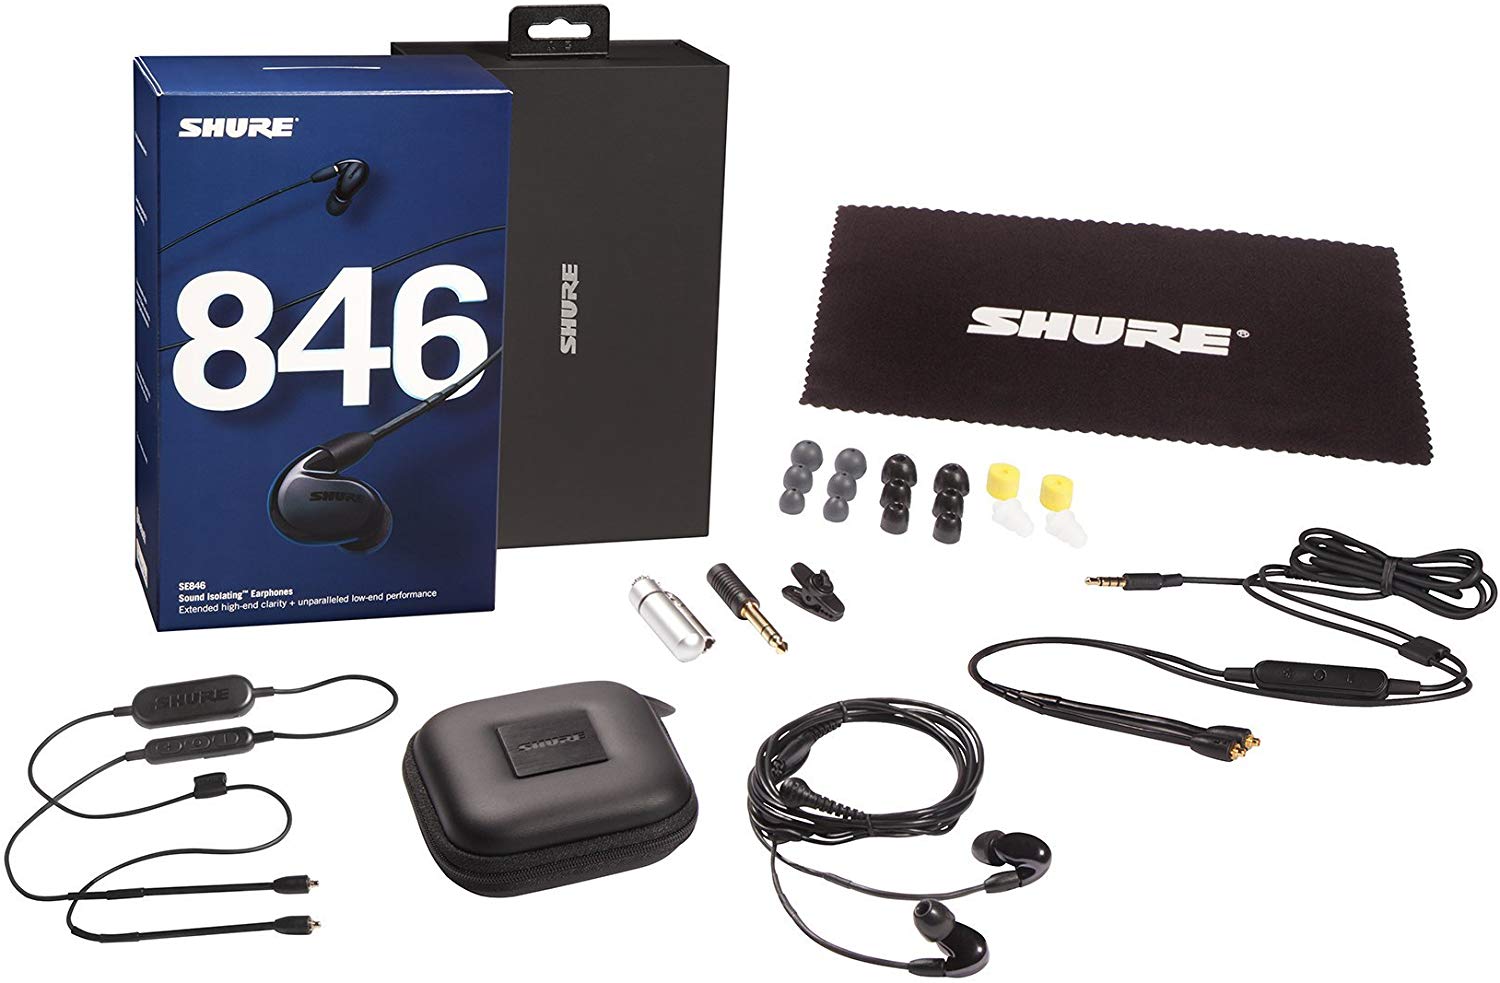 SHURE®
846
SHURE
SE846
Sound Isolating™ Earphones
Extended high-end clarity + unparalleled low-end performance
SHURE
SHURE®
SHURE
SHURE